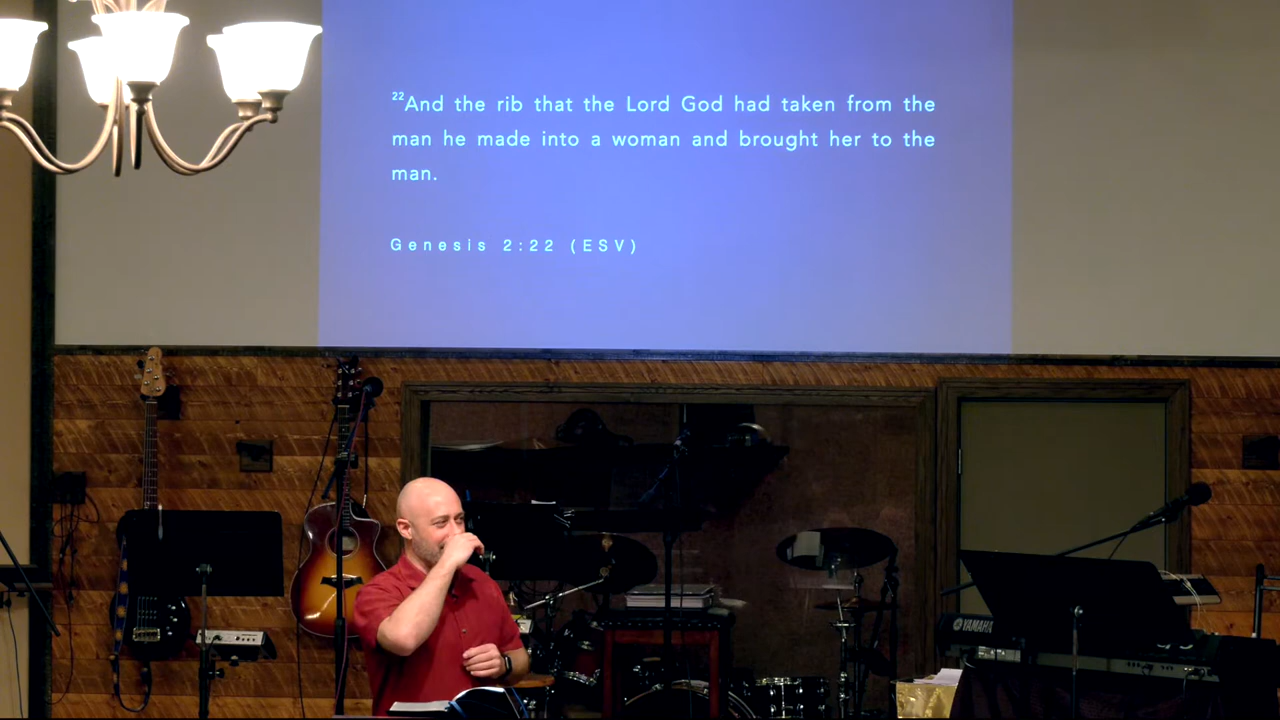 ²²And the rib that the Lord God had taken from the
man he made into a woman and brought her to the
man.
Genesis 2:22 (ESV)
YAMAHA